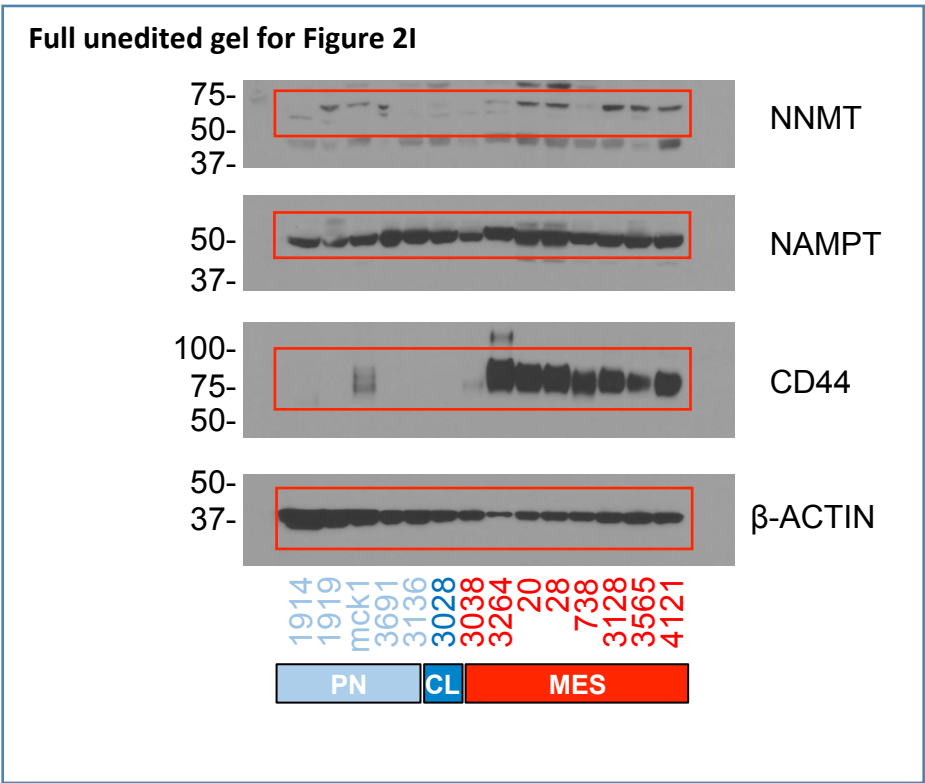 Full unedited gel for Figure 2I
75-
50-
37-
NNMT
50-
37-
NAMPT
100-
75-
50-
CD44
50-
37-
β-ACTIN
1914
1919
mck1
3691
3136
3028
3038
3264
20
28
738
3128
3565
4121
PN
CL
MES